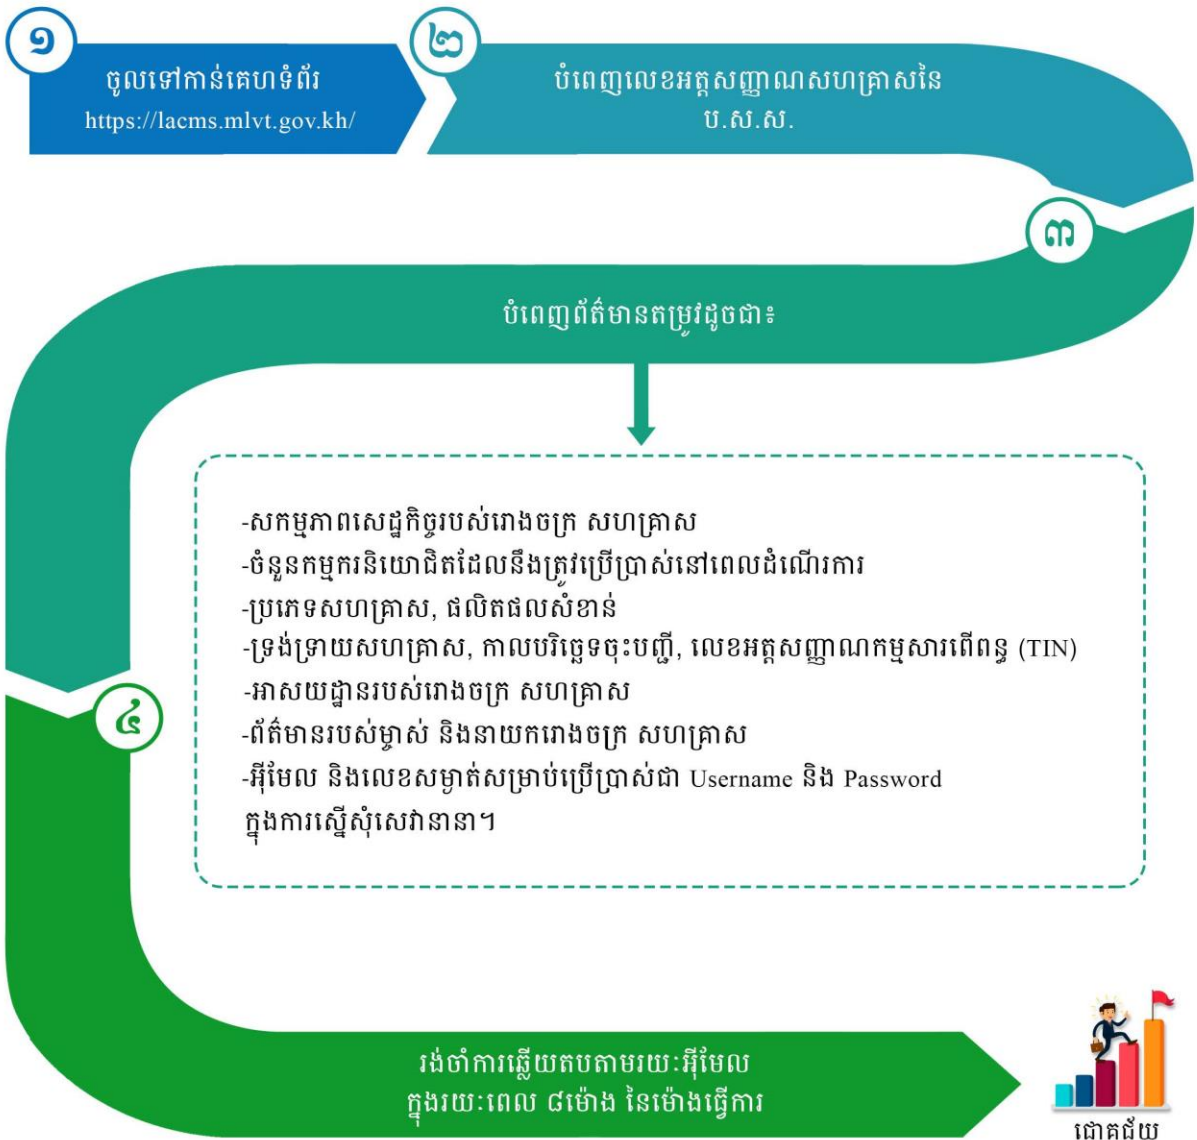 ១
ចូលទៅកាន់គេហទំព័រ
https://lacms.mlvt.gov.kh/
២
បំពេញលេខអត្តសញ្ញាណសហគ្រាសនៃ
ប.ស.ស.
៣
បំពេញព័ត៌មានតម្រូវដូចជា៖
-សកម្មភាពសេដ្ឋកិច្ចរបស់រោងចក្រ សហគ្រាស
-ចំនួនកម្មករនិយោជិតដែលនឹងត្រូវប្រើប្រាស់នៅពេលដំណើរការ
-ប្រភេទសហគ្រាស, ផលិតផលសំខាន់
-ទ្រង់ទ្រាយសហគ្រាស, កាលបរិច្ឆេទចុះបញ្ជី, លេខអត្តសញ្ញាណកម្មសារពើពន្ធ (TIN)
-អាសយដ្ឋានរបស់រោងចក្រ សហគ្រាស
-ព័ត៌មានរបស់ម្ចាស់ និងនាយករោងចក្រ សហគ្រាស
-អ៊ីមែល និងលេខសម្ងាត់សម្រាប់ប្រើប្រាស់ជា Username និង Password
ក្នុងការស្នើសុំសេវានានា។
៤
រង់ចាំការឆ្លើយតបតាមរយៈអ៊ីមែល
ក្នុងរយៈពេល ៨ម៉ោង នៃម៉ោងធ្វើការ
ជោគជ័យ